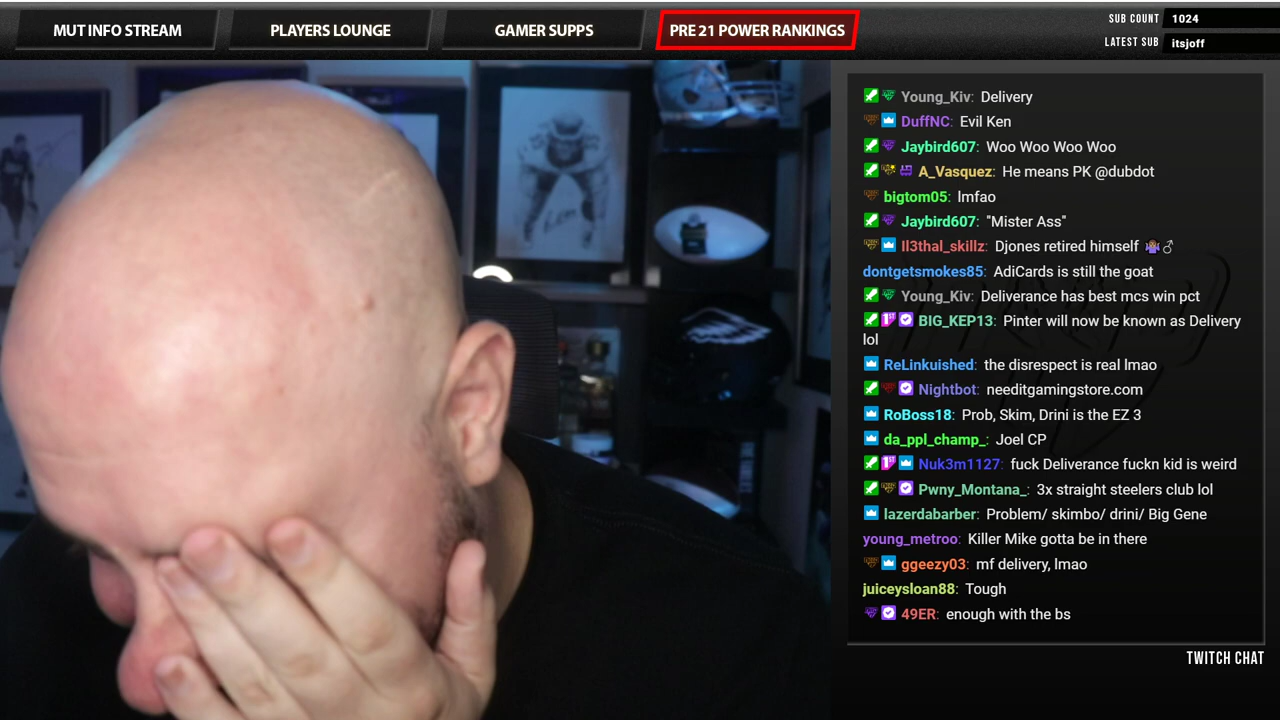 MUT INFO STREAM
PLAYERS LOUNGE
GAMER SUPPS
PRE 21 POWER RANKINGS
SUB COUNT 1024
LATEST SUB itsjoff
Young_Kiv: Delivery
DuffNC: Evil Ken
Jaybird607: Woo Woo Woo Woo
A_Vasquez: He means PK @dubdot
bigtom05: lmfao
Jaybird607: "Mister Ass"
Il3thal_skillz: Djones retired himself 🤷🏾♂
dontgetsmokes85: AdiCards is still the goat
Young_Kiv: Deliverance has best mcs win pct
BIG_KEP13: Pinter will now be known as Delivery
lol
ReLinkuished: the disrespect is real lmao
Nightbot: needitgamingstore.com
RoBoss18: Prob, Skim, Drini is the EZ 3
da_ppl_champ_: Joel CP
Nuk3m1127: fuck Deliverance fuckn kid is weird
Pwny_Montana_: 3x straight steelers club lol
lazerdabarber: Problem/ skimbo/ drini/ Big Gene
young_metroo: Killer Mike gotta be in there
ggeezy03: mf delivery, lmao
juiceysloan88: Tough
49ER: enough with the bs
TWITCH CHAT